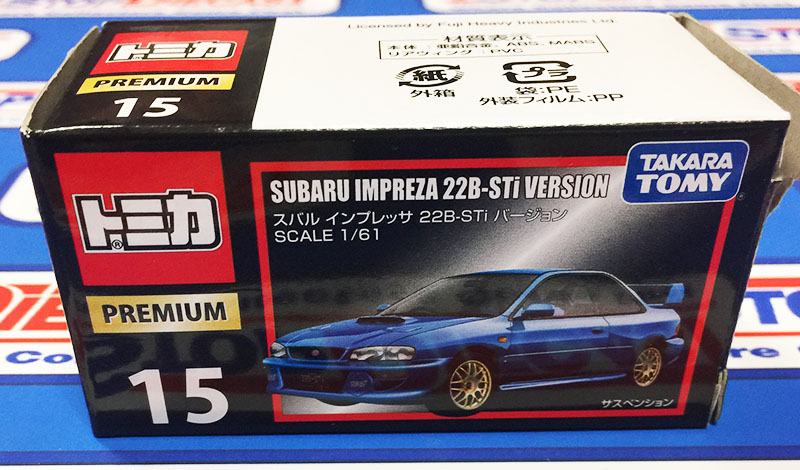 Licensed by Fuji Heavy Industries Ltd.
材質表示
本体：亜鉛合金、ABS、MABS
リアウィング：PVC
紙
外箱
プラ
袋：PE
外装フィルム：PP
トミカ
PREMIUM
15
トミカ®
PREMIUM
15
SUBARU IMPREZA 22B-STi VERSION
スバル インプレッサ 22B-STi バージョン
SCALE 1/61
TAKARA
TOMY
サスペンション